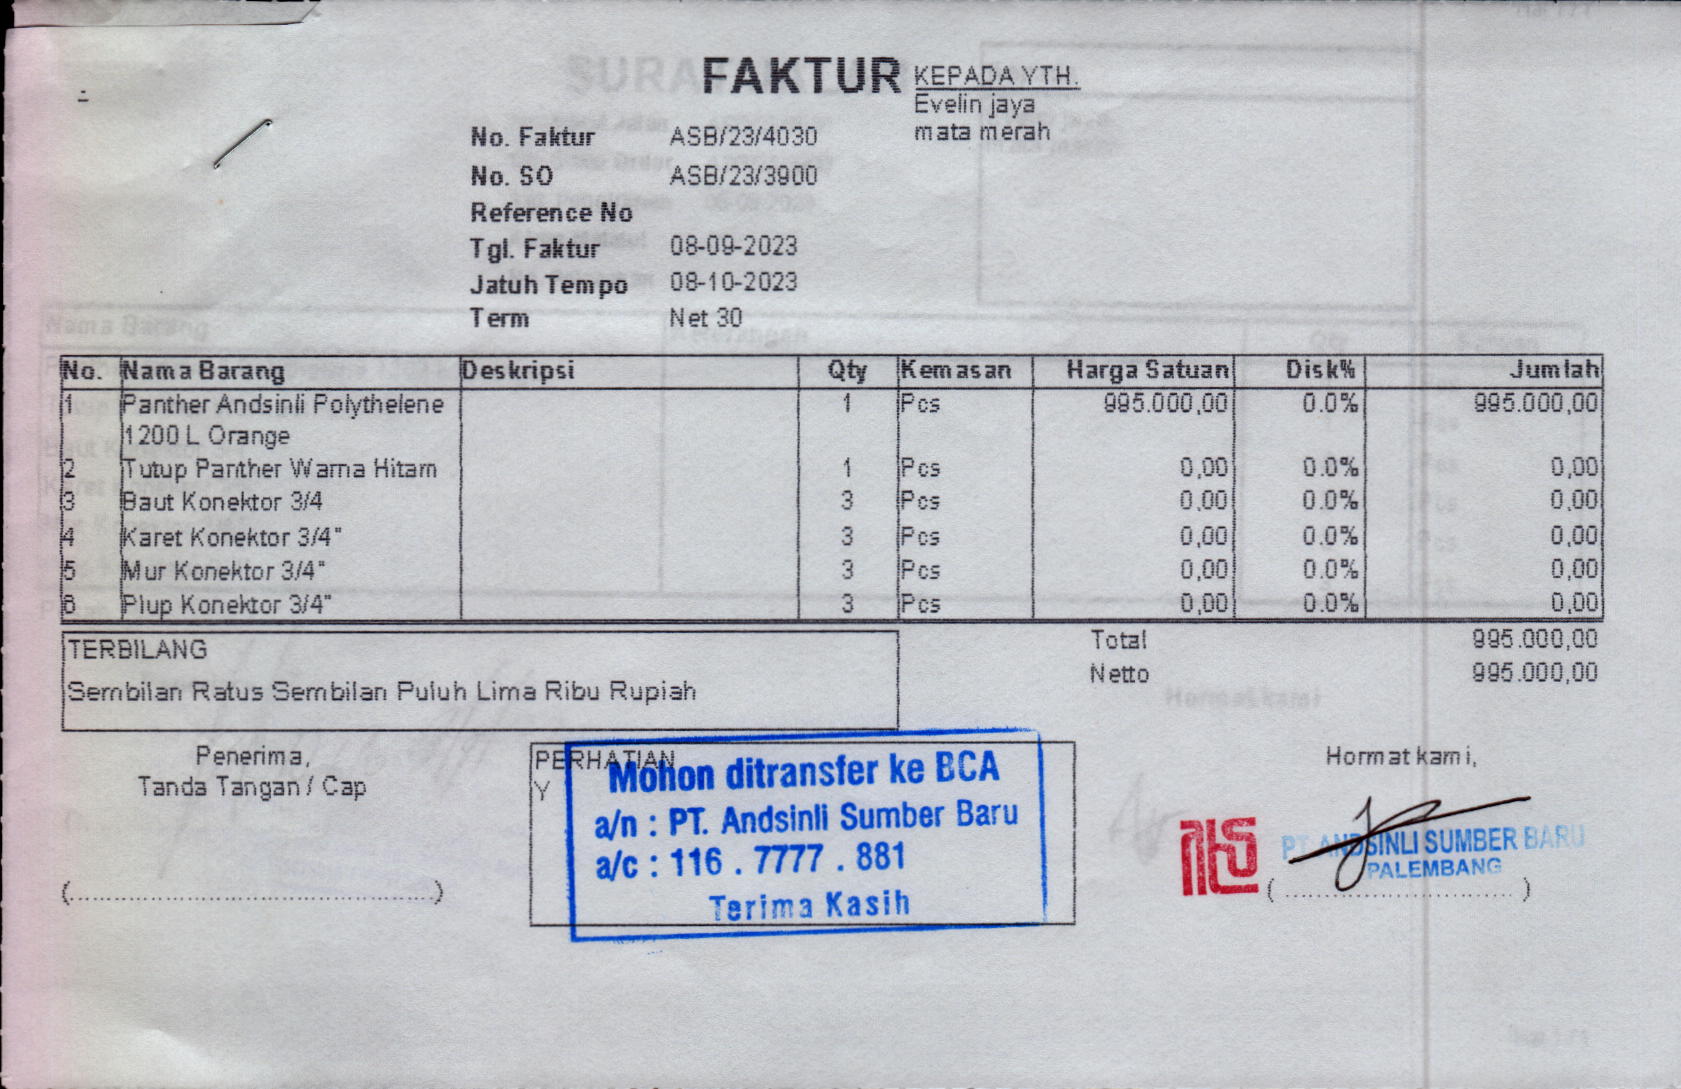 FAKTUR
KEPADA YTH.
Evelin jaya
mata merah
No. Faktur ASB/23/4030
No. SO ASB/23/3900
Reference No
Tgl. Faktur 08-09-2023
Jatuh Tempo 08-10-2023
Term Net 30
No. Nama Barang Deskripsi Qty Kemasan Harga Satuan Disk% Jumlah
1 Panther Andsinli Polythelene 1 Pcs 995.000,00 0.0% 995.000,00
1200 L Orange
2 Tutup Panther Warna Hitam 1 Pcs 0,00 0.0% 0,00
3 Baut Konektor 3/4 3 Pcs 0,00 0.0% 0,00
4 Karet Konektor 3/4" 3 Pcs 0,00 0.0% 0,00
5 Mur Konektor 3/4" 3 Pcs 0,00 0.0% 0,00
6 Plup Konektor 3/4" 3 Pcs 0,00 0.0% 0,00
TERBILANG
Sembilan Ratus Sembilan Puluh Lima Ribu Rupiah
Total 995.000,00
Netto 995.000,00
Penerima,
Tanda Tangan / Cap
(..............................................)
PERHATIAN
Y
Mohon ditransfer ke BCA
a/n : PT. Andsinli Sumber Baru
a/c : 116 . 7777 . 881
Terima Kasih
Hormat kami,
PT ANDSINLI SUMBER BARU
PALEMBANG
(..............................)